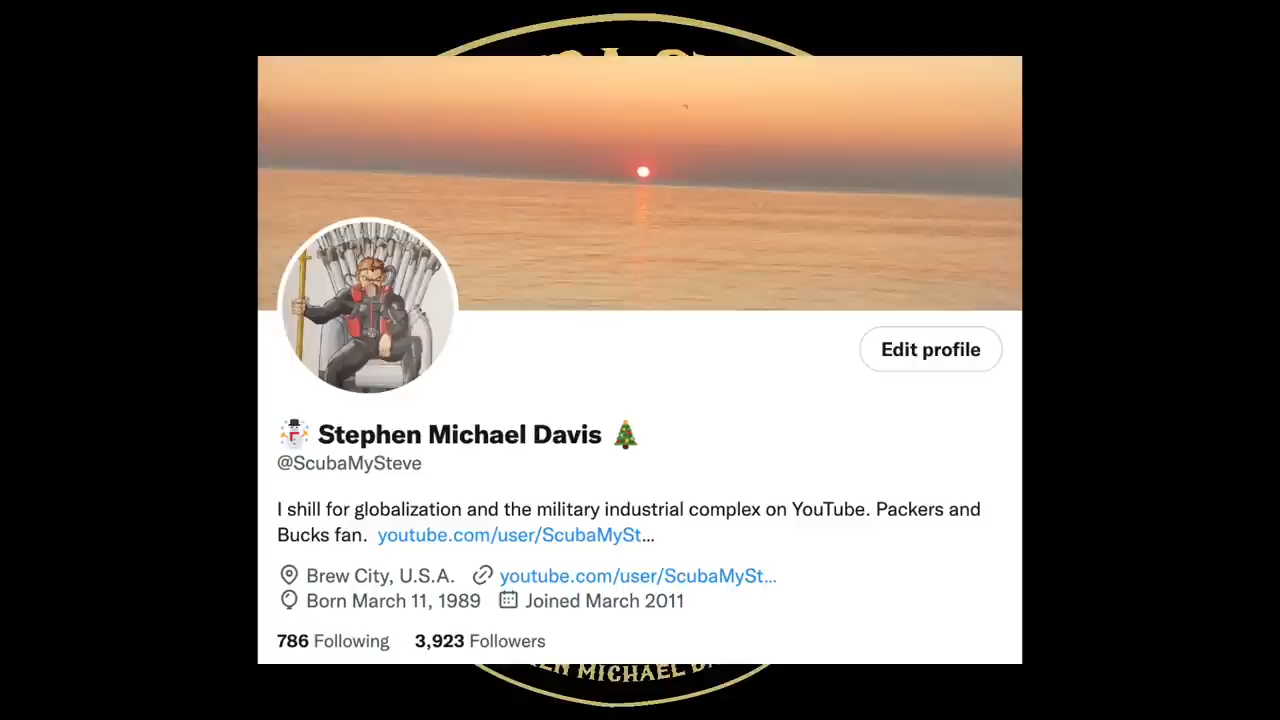 Edit profile
☃️ Stephen Michael Davis 🎄
@ScubaMySteve
I shill for globalization and the military industrial complex on YouTube. Packers and
Bucks fan. youtube.com/user/ScubaMySt...
Brew City, U.S.A. youtube.com/user/ScubaMySt...
Born March 11, 1989 Joined March 2011
786 Following 3,923 Followers
MICHAEL